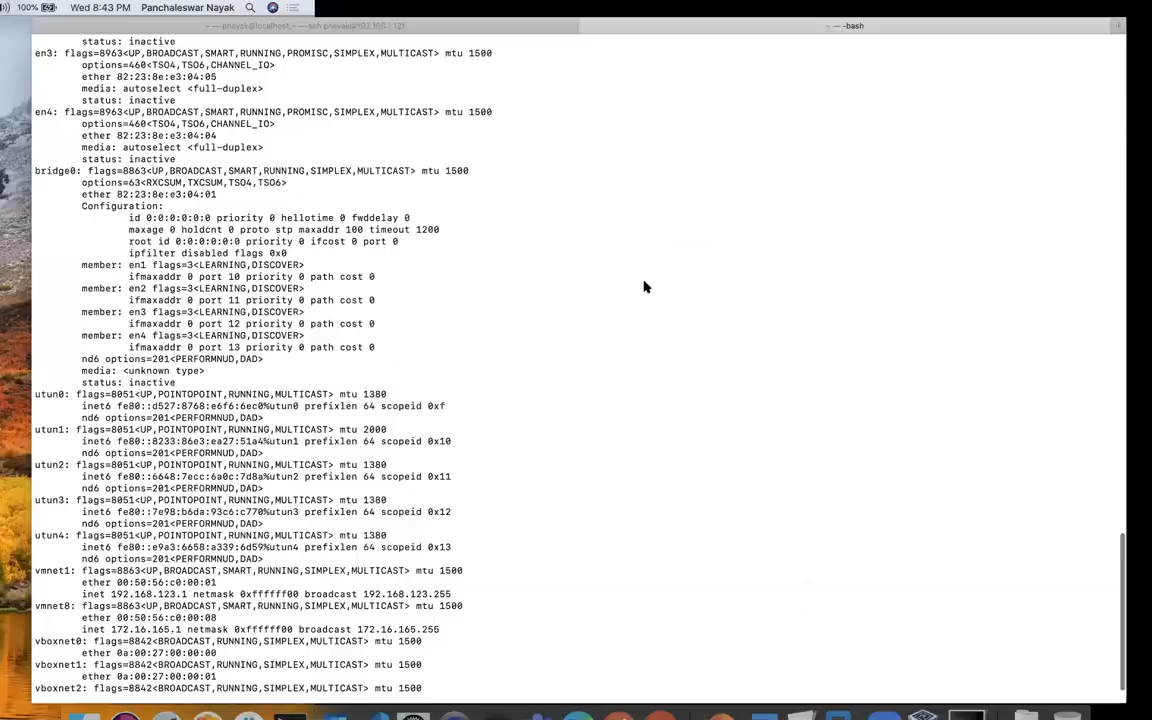 100% Wed 8:43 PM Panchaleswar Nayak
~ — pnayak@localhost:~ — ssh pnayak@192.168.1.121
~ — -bash
status: inactive
en3: flags=8963<UP,BROADCAST,SMART,RUNNING,PROMISC,SIMPLEX,MULTICAST> mtu 1500
options=460<TSO4,TSO6,CHANNEL_IO>
ether 82:23:8e:e3:04:05
media: autoselect <full-duplex>
status: inactive
en4: flags=8963<UP,BROADCAST,SMART,RUNNING,PROMISC,SIMPLEX,MULTICAST> mtu 1500
options=460<TSO4,TSO6,CHANNEL_IO>
ether 82:23:8e:e3:04:04
media: autoselect <full-duplex>
status: inactive
bridge0: flags=8863<UP,BROADCAST,SMART,RUNNING,SIMPLEX,MULTICAST> mtu 1500
options=63<RXCSUM,TXCSUM,TSO4,TSO6>
ether 82:23:8e:e3:04:01
Configuration:
id 0:0:0:0:0:0 priority 0 hellotime 0 fwddelay 0
maxage 0 holdcnt 0 proto stp maxaddr 100 timeout 1200
root id 0:0:0:0:0:0 priority 0 ifcost 0 port 0
ipfilter disabled flags 0x0
member: en1 flags=3<LEARNING,DISCOVER>
ifmaxaddr 0 port 10 priority 0 path cost 0
member: en2 flags=3<LEARNING,DISCOVER>
ifmaxaddr 0 port 11 priority 0 path cost 0
member: en3 flags=3<LEARNING,DISCOVER>
ifmaxaddr 0 port 12 priority 0 path cost 0
member: en4 flags=3<LEARNING,DISCOVER>
ifmaxaddr 0 port 13 priority 0 path cost 0
nd6 options=201<PERFORMNUD,DAD>
media: <unknown type>
status: inactive
utun0: flags=8051<UP,POINTOPOINT,RUNNING,MULTICAST> mtu 1380
inet6 fe80::d527:8768:e6f6:6ec0%utun0 prefixlen 64 scopeid 0xf
nd6 options=201<PERFORMNUD,DAD>
utun1: flags=8051<UP,POINTOPOINT,RUNNING,MULTICAST> mtu 2000
inet6 fe80::8233:86e3:ea27:51a4%utun1 prefixlen 64 scopeid 0x10
nd6 options=201<PERFORMNUD,DAD>
utun2: flags=8051<UP,POINTOPOINT,RUNNING,MULTICAST> mtu 1380
inet6 fe80::6648:7ecc:6a0c:7d8a%utun2 prefixlen 64 scopeid 0x11
nd6 options=201<PERFORMNUD,DAD>
utun3: flags=8051<UP,POINTOPOINT,RUNNING,MULTICAST> mtu 1380
inet6 fe80::7e98:b6da:93c6:c770%utun3 prefixlen 64 scopeid 0x12
nd6 options=201<PERFORMNUD,DAD>
utun4: flags=8051<UP,POINTOPOINT,RUNNING,MULTICAST> mtu 1380
inet6 fe80::e9a3:6658:a339:6d59%utun4 prefixlen 64 scopeid 0x13
nd6 options=201<PERFORMNUD,DAD>
vmnet1: flags=8863<UP,BROADCAST,SMART,RUNNING,SIMPLEX,MULTICAST> mtu 1500
ether 00:50:56:c0:00:01
inet 192.168.123.1 netmask 0xffffff00 broadcast 192.168.123.255
vmnet8: flags=8863<UP,BROADCAST,SMART,RUNNING,SIMPLEX,MULTICAST> mtu 1500
ether 00:50:56:c0:00:08
inet 172.16.165.1 netmask 0xffffff00 broadcast 172.16.165.255
vboxnet0: flags=8842<BROADCAST,RUNNING,SIMPLEX,MULTICAST> mtu 1500
ether 0a:00:27:00:00:00
vboxnet1: flags=8842<BROADCAST,RUNNING,SIMPLEX,MULTICAST> mtu 1500
ether 0a:00:27:00:00:01
vboxnet2: flags=8842<BROADCAST,RUNNING,SIMPLEX,MULTICAST> mtu 1500